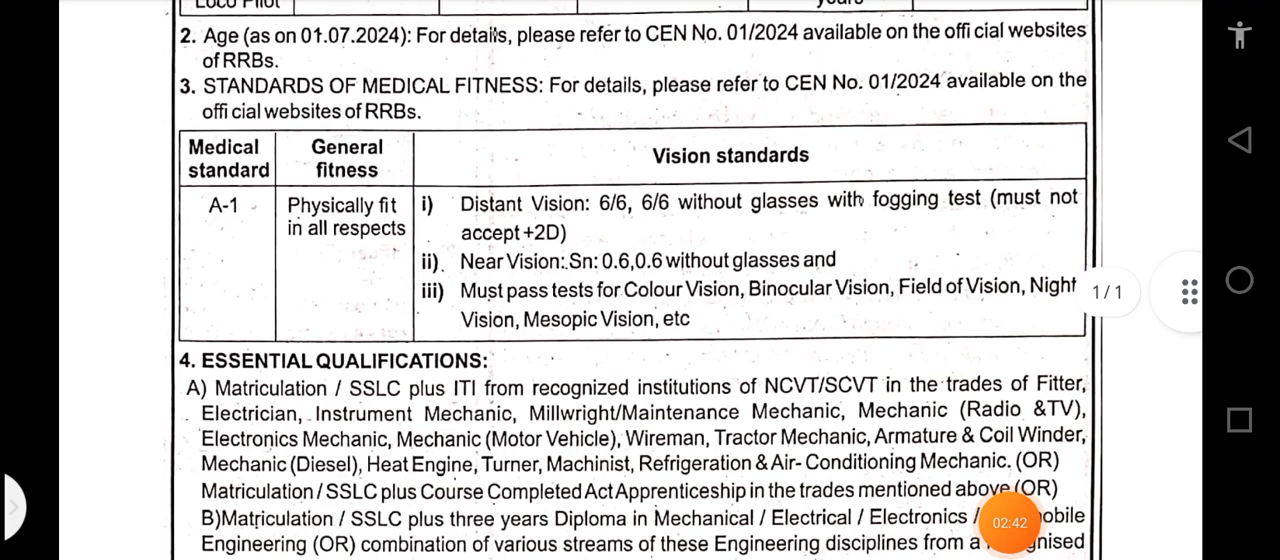 Loco Pilot
years
2. Age (as on 01.07.2024): For details, please refer to CEN No. 01/2024 available on the offi cial websites
of RRBs.
3. STANDARDS OF MEDICAL FITNESS: For details, please refer to CEN No. 01/2024 available on the
offi cial websites of RRBs.
Medical standard
General fitness
Vision standards
A-1
Physically fit in all respects
i) Distant Vision: 6/6, 6/6 without glasses with fogging test (must not
accept +2D)
ii). Near Vision: Sn: 0.6,0.6 without glasses and
iii) Must pass tests for Colour Vision, Binocular Vision, Field of Vision, Night
Vision, Mesopic Vision, etc
1/1
4. ESSENTIAL QUALIFICATIONS:
A) Matriculation / SSLC plus ITI from recognized institutions of NCVT/SCVT in the trades of Fitter,
Electrician, Instrument Mechanic, Millwright/Maintenance Mechanic, Mechanic (Radio &TV),
Electronics Mechanic, Mechanic (Motor Vehicle), Wireman, Tractor Mechanic, Armature & Coil Winder,
Mechanic (Diesel), Heat Engine, Turner, Machinist, Refrigeration & Air- Conditioning Mechanic. (OR)
Matriculation / SSLC plus Course Completed Act Apprenticeship in the trades mentioned above (OR)
B)Matriculation / SSLC plus three years Diploma in Mechanical / Electrical / Electronics /
Engineering (OR) combination of various streams of these Engineering disciplines from a
02:42